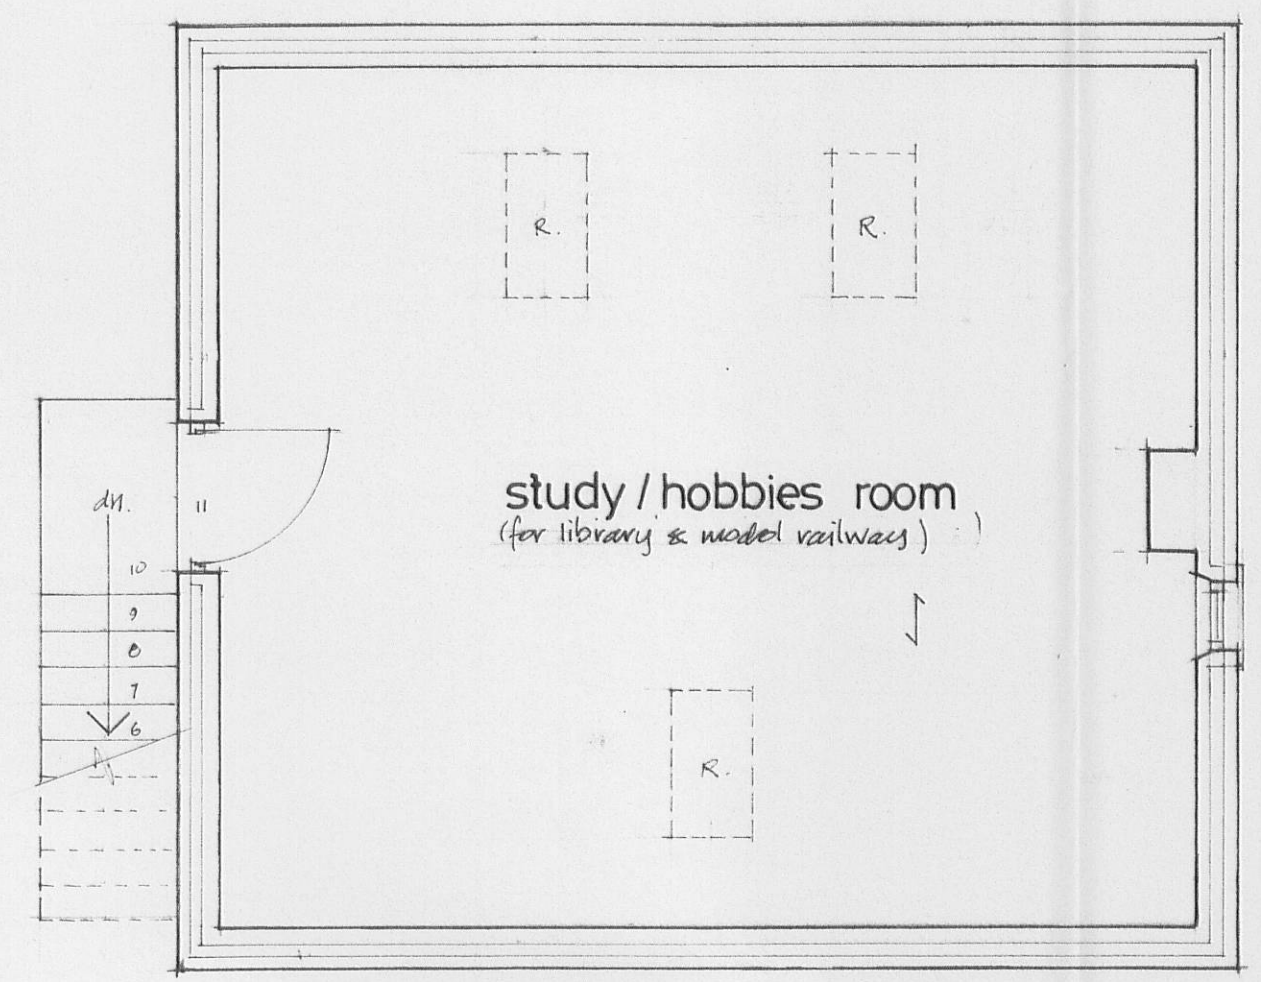 R.
R.
study / hobbies room
(for library & model railways)
dn.
11
10
9
8
7
6
R.